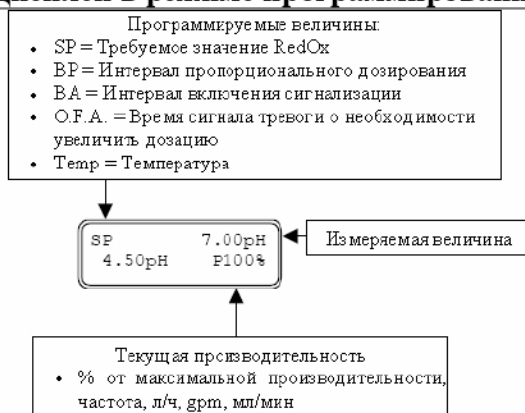 Программируемые величины:
• SP = Требуемое значение RedOx
• BP = Интервал пропорционального дозирования
• BA = Интервал включения сигнализации
• O.F.A. = Время сигнала тревоги о необходимости
увеличить дозацию
• Temp = Температура
SP 7.00pH
4.50pH P100%
Измеряемая величина
Текущая производительность
• % от максимальной производительности,
частота, л/ч, gpm, мл/мин